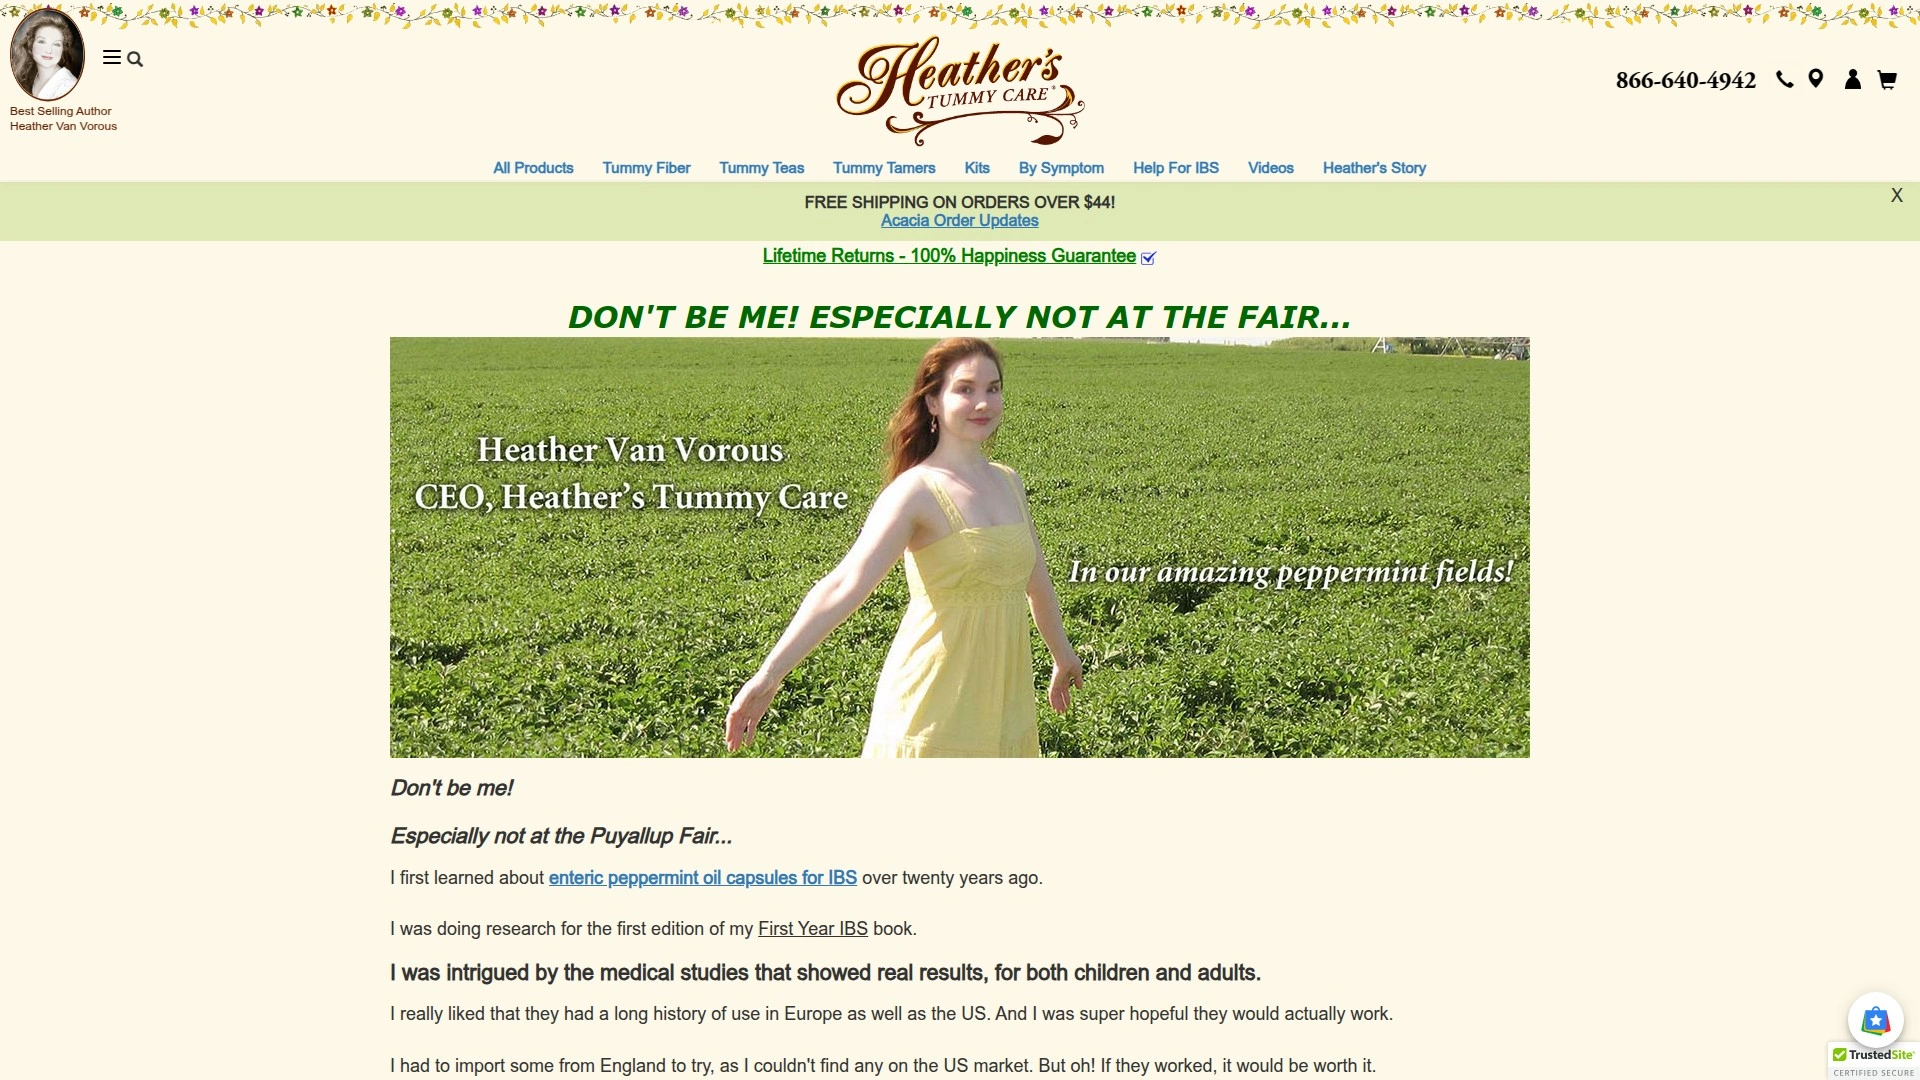 Best Selling Author
Heather Van Vorous
Heather's
TUMMY CARE
866-640-4942
All Products Tummy Fiber Tummy Teas Tummy Tamers Kits By Symptom Help For IBS Videos Heather's Story
FREE SHIPPING ON ORDERS OVER $44!
X
Acacia Order Updates
Lifetime Returns - 100% Happiness Guarantee
DON'T BE ME! ESPECIALLY NOT AT THE FAIR...
Heather Van Vorous
CEO, Heather's Tummy Care
In our amazing peppermint fields!
Don't be me!
Especially not at the Puyallup Fair...
I first learned about enteric peppermint oil capsules for IBS over twenty years ago.
I was doing research for the first edition of my First Year IBS book.
I was intrigued by the medical studies that showed real results, for both children and adults.
I really liked that they had a long history of use in Europe as well as the US. And I was super hopeful they would actually work.
I had to import some from England to try, as I couldn't find any on the US market. But oh! If they worked, it would be worth it.
TrustedSite
CERTIFIED SECURE